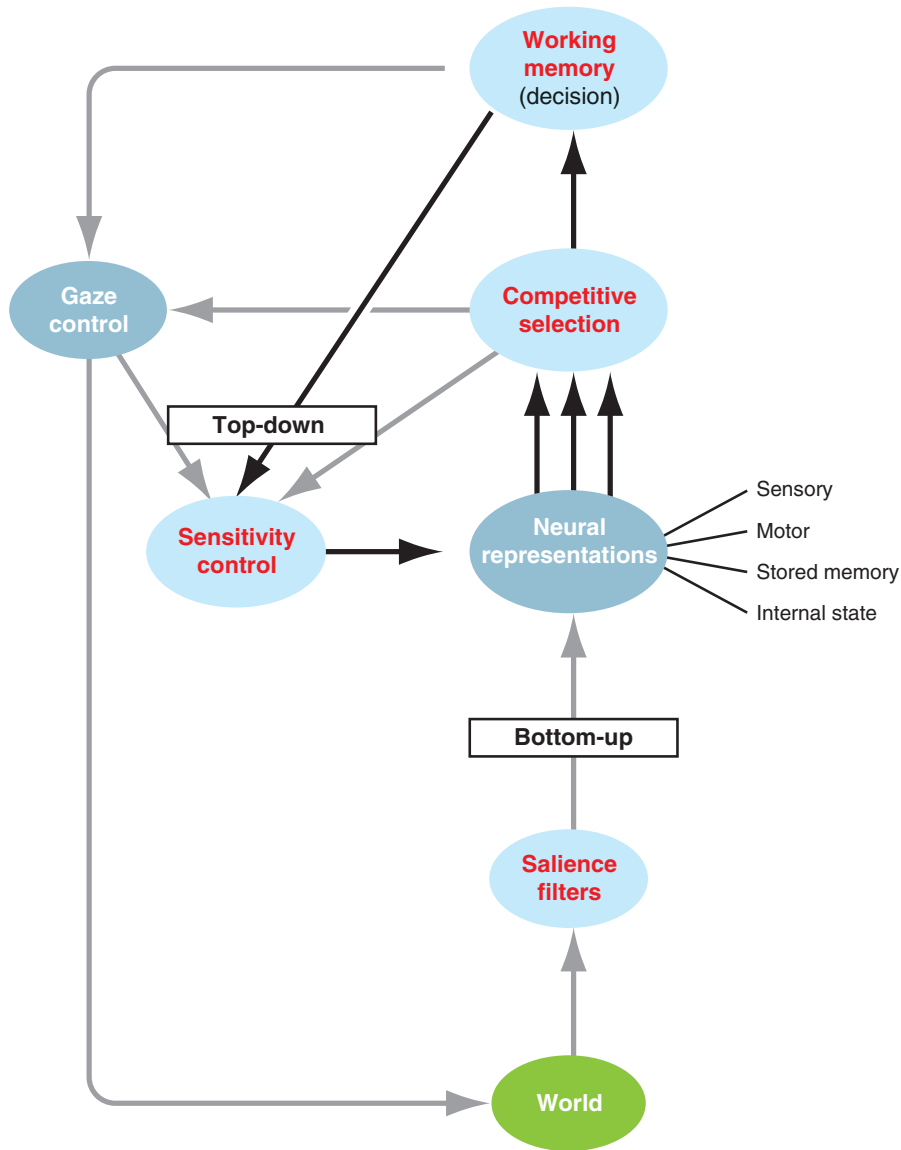 Working
memory
(decision)
Gaze
control
Competitive
selection
Top-down
Sensitivity
control
Neural
representations
Sensory
Motor
Stored memory
Internal state
Bottom-up
Salience
filters
World